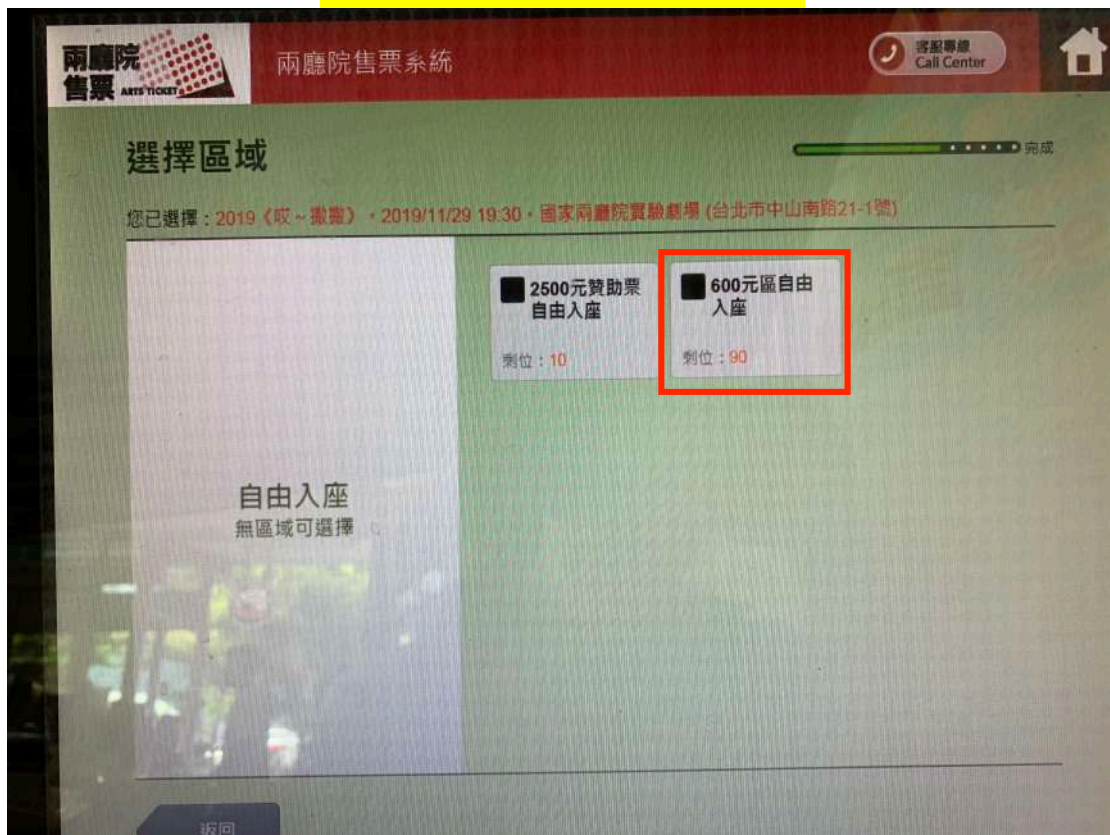 兩廳院
售票 ARTS TICKET
兩廳院售票系統
客服專線
Call Center
選擇區域
完成
您已選擇：2019《哎～撒撒》，2019/11/29 19:30，國家兩廳院實驗劇場 (台北市中山南路21-1號)
2500元贊助票
自由入座
剩位：10
600元區自由
入座
剩位：90
自由入座
無區域可選擇
返回